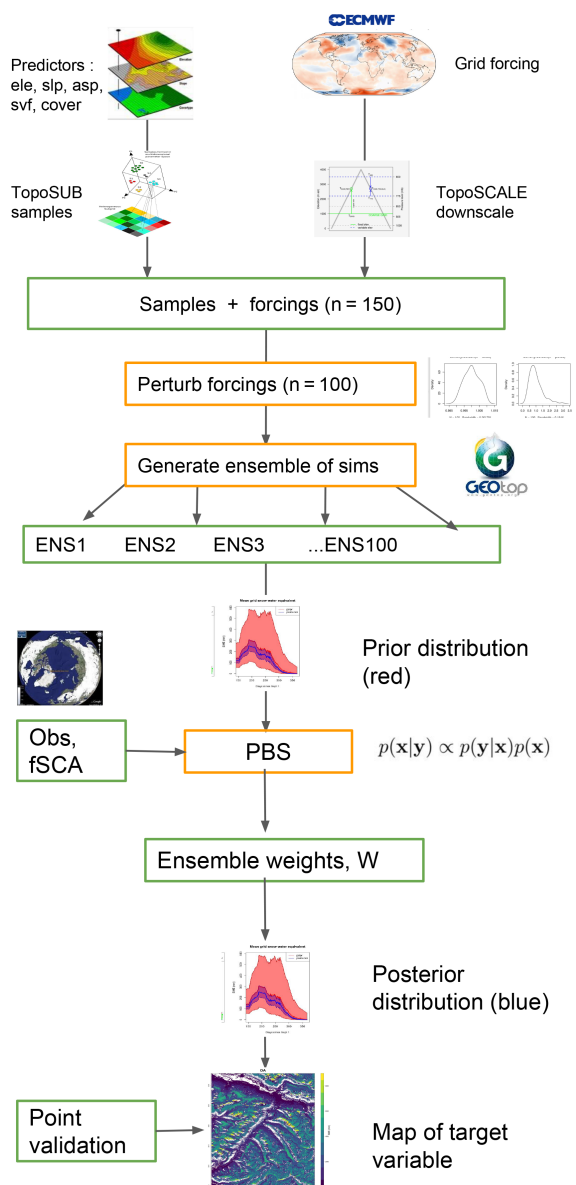 ECMWF
Predictors :
ele, slp, asp,
svf, cover
Grid forcing
TopoSUB
samples
TopoSCALE
downscale
Samples + forcings (n = 150)
Perturb forcings (n = 100)
Generate ensemble of sims
GEOtop
ENS1 ENS2 ENS3 ...ENS100
Mean grid snow water equivalent
Prior distribution
(red)
Obs,
fSCA
PBS
p(x|y) ∝ p(y|x)p(x)
Ensemble weights, W
Mean grid snow water equivalent
Posterior
distribution (blue)
Point
validation
Map of target
variable